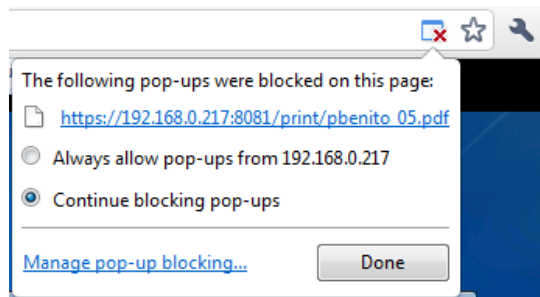 The following pop-ups were blocked on this page:
https://192.168.0.217:8081/print/pbenito_05.pdf
Always allow pop-ups from 192.168.0.217
Continue blocking pop-ups
Manage pop-up blocking...
Done